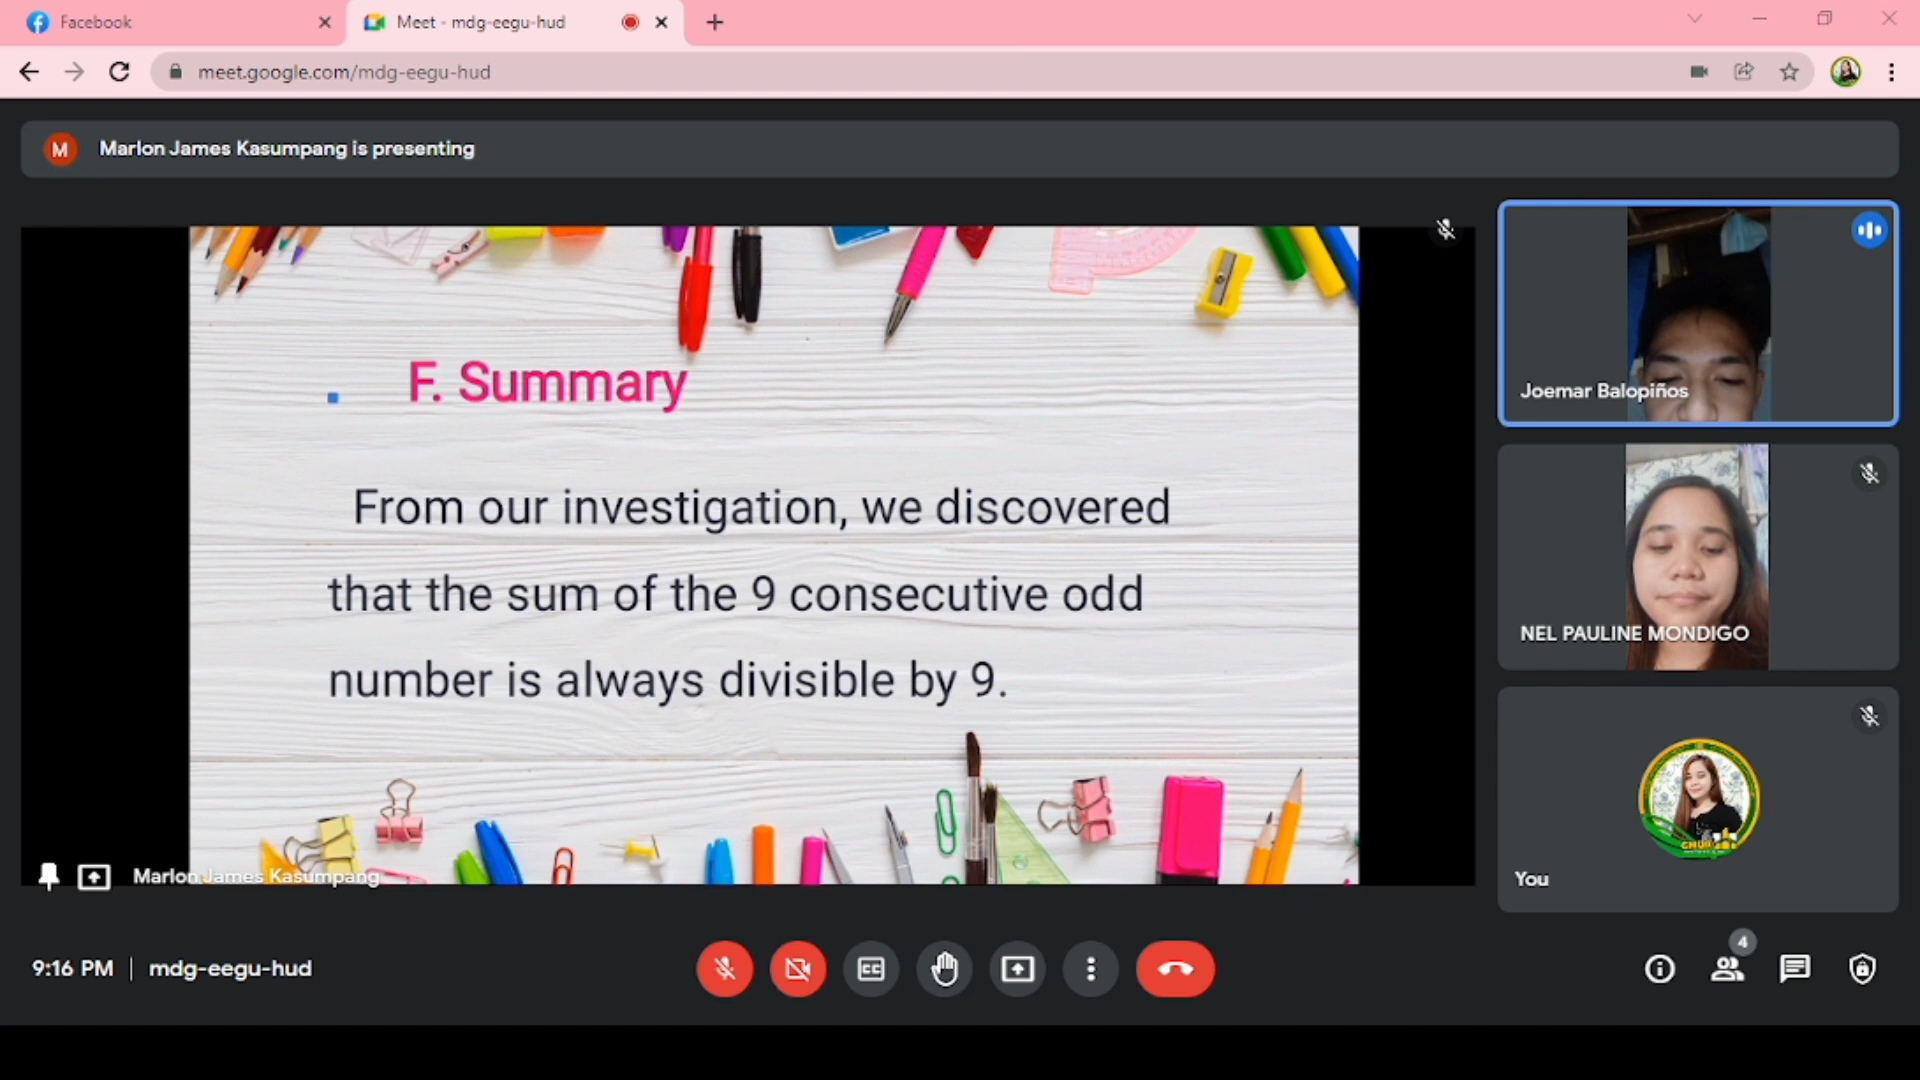 Facebook
Meet - mdg-eegu-hud
meet.google.com/mdg-eegu-hud
M
Marlon James Kasumpang is presenting
F. Summary
From our investigation, we discovered
that the sum of the 9 consecutive odd
number is always divisible by 9.
Marlon James Kasumpang
Joemar Balopiños
NEL PAULINE MONDIGO
You
9:16 PM | mdg-eegu-hud
CC
4